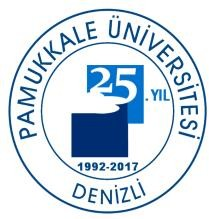 PAMUKKALE ÜNİVERSİTESİ
25
.YIL
1992-2017
DENİZLİ